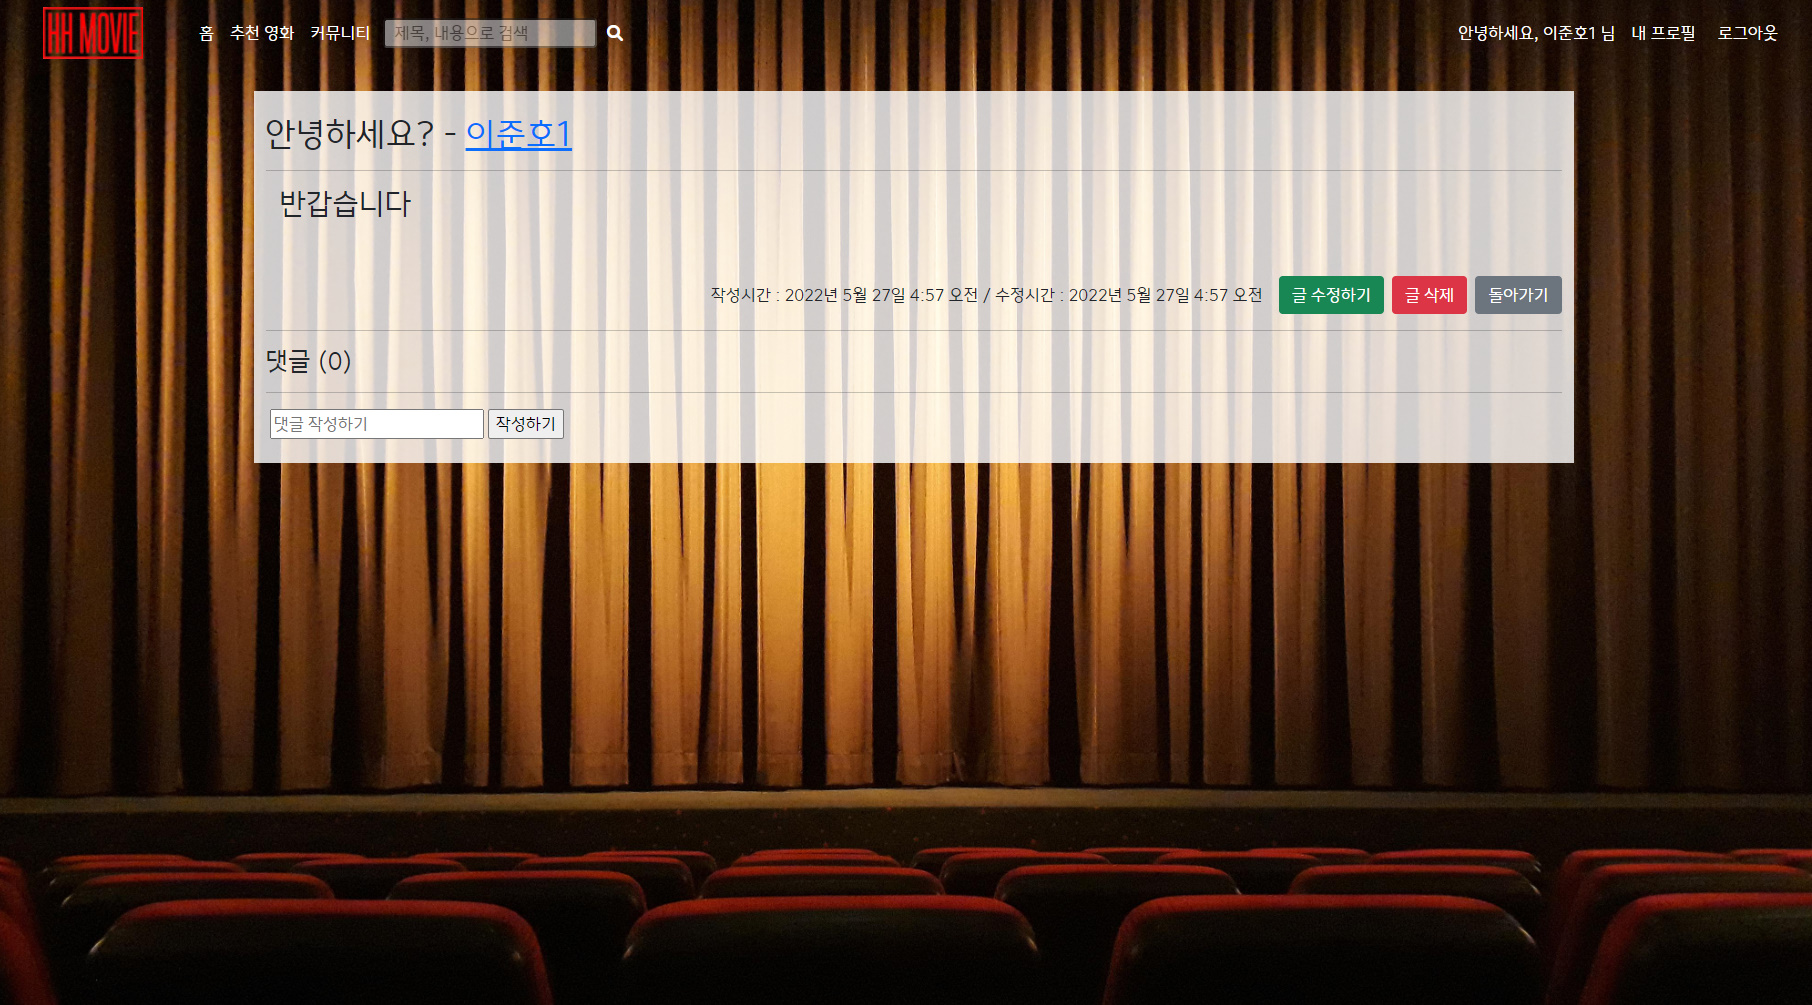 HH MOVIE
홈 추천 영화 커뮤니티 제목, 내용으로 검색 안녕하세요, 이준호1 님 내 프로필 로그아웃
안녕하세요? - 이준호1
반갑습니다
작성시간 : 2022년 5월 27일 4:57 오전 / 수정시간 : 2022년 5월 27일 4:57 오전 글 수정하기 글 삭제 돌아가기
댓글 (0)
댓글 작성하기 작성하기